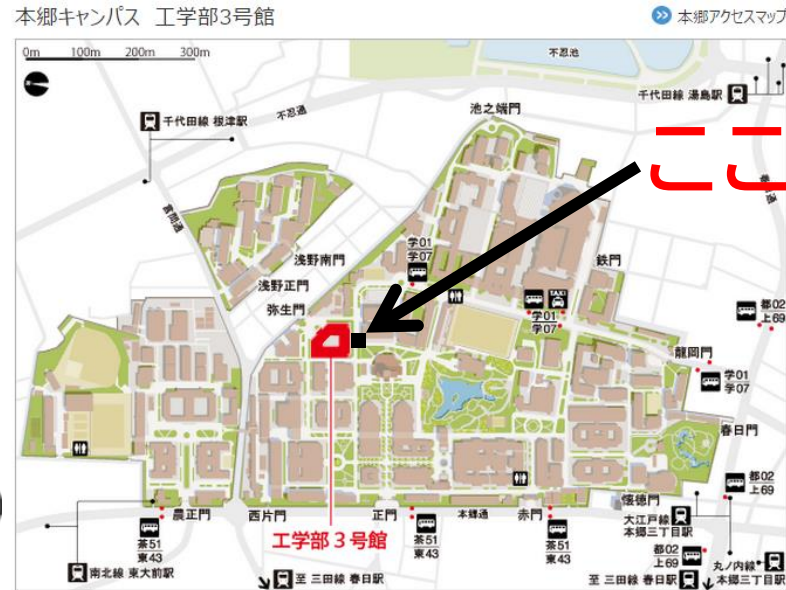 本郷キャンパス 工学部3号館
本郷アクセスマップ
0m 100m 200m 300m
不忍池
千代田線 湯島駅
池之端門
不忍通
千代田線 根津駅
ここ
春日通
言問通
学01
学07
浅野南門
鉄門
浅野正門
TAXI
弥生門
学01
学07
都02
上69
龍岡門
学01
学07
春日門
都02
上69
懐徳門
農正門
西片門
正門
本郷通
赤門
大江戸線
本郷三丁目駅
工学部3号館
茶51
東43
茶51
東43
茶51
東43
都02
上69
丸ノ内線
本郷三丁目駅
南北線 東大前駅
至 三田線 春日駅
至 三田線 春日駅